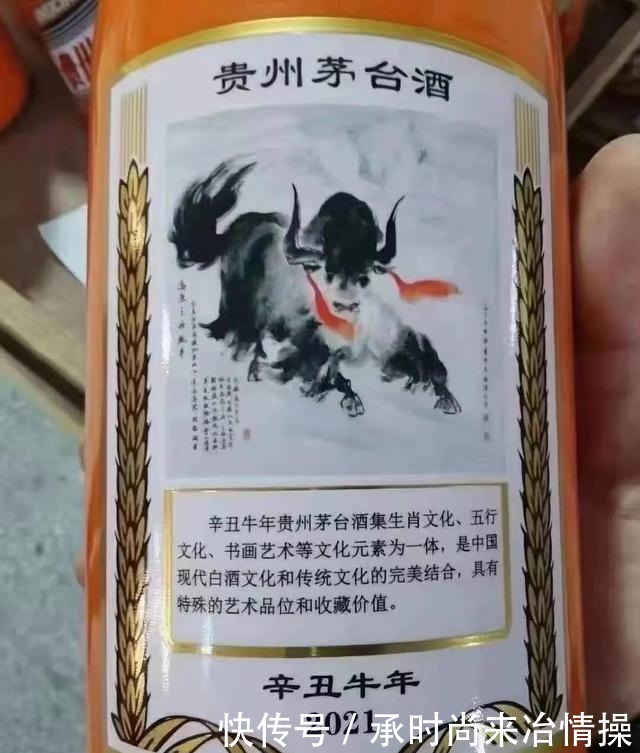 贵州茅台酒
辛丑牛年贵州茅台酒集生肖文化、五行
文化、书画艺术等文化元素为一体，是中国
现代白酒文化和传统文化的完美结合，具有
特殊的艺术品位和收藏价值。
辛丑牛年
2021
快传号 / 承时尚来冶情操